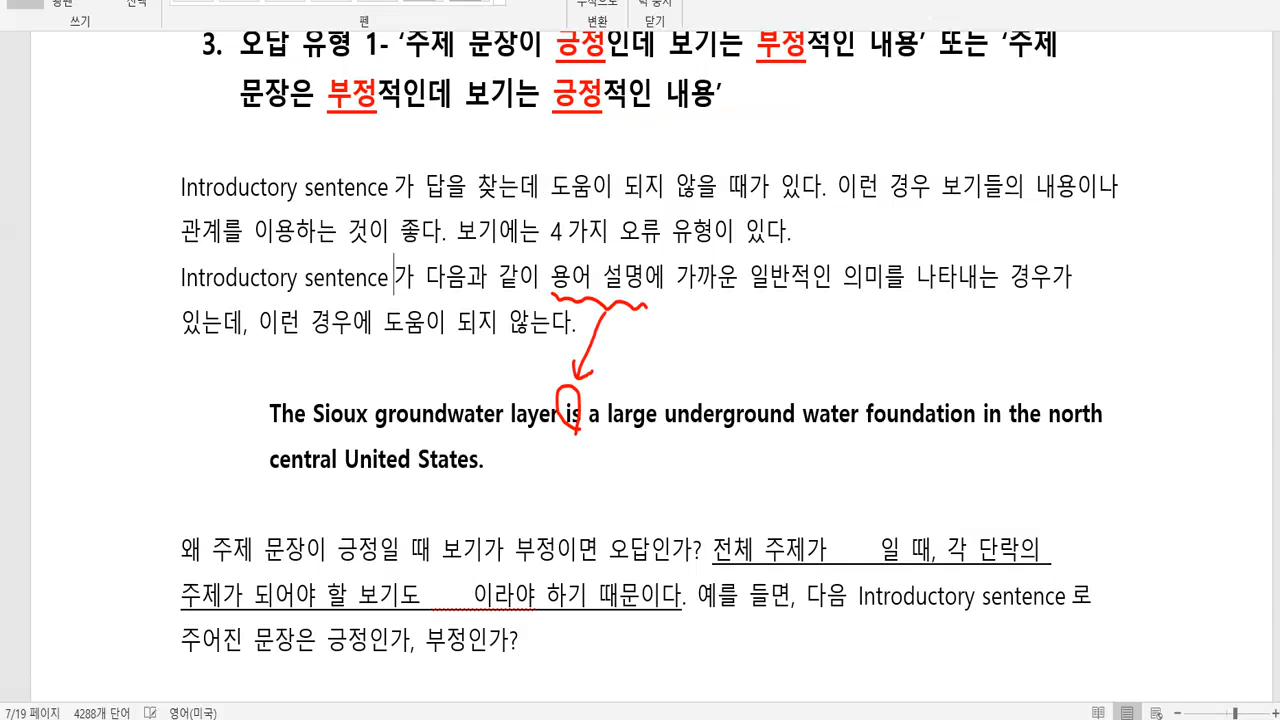 쓰기 펜 변환 닫기
3. 오답 유형 1- ‘주제 문장이 긍정인데 보기는 부정적인 내용’ 또는 ‘주제
문장은 부정적인데 보기는 긍정적인 내용’
Introductory sentence 가 답을 찾는데 도움이 되지 않을 때가 있다. 이런 경우 보기들의 내용이나
관계를 이용하는 것이 좋다. 보기에는 4 가지 오류 유형이 있다.
Introductory sentence 가 다음과 같이 용어 설명에 가까운 일반적인 의미를 나타내는 경우가
있는데, 이런 경우에 도움이 되지 않는다.
The Sioux groundwater layer is a large underground water foundation in the north
central United States.
왜 주제 문장이 긍정일 때 보기가 부정이면 오답인가? 전체 주제가 일 때, 각 단락의
주제가 되어야 할 보기도 이라야 하기 때문이다. 예를 들면, 다음 Introductory sentence 로
주어진 문장은 긍정인가, 부정인가?
7/19 페이지 4288개 단어 영어(미국)